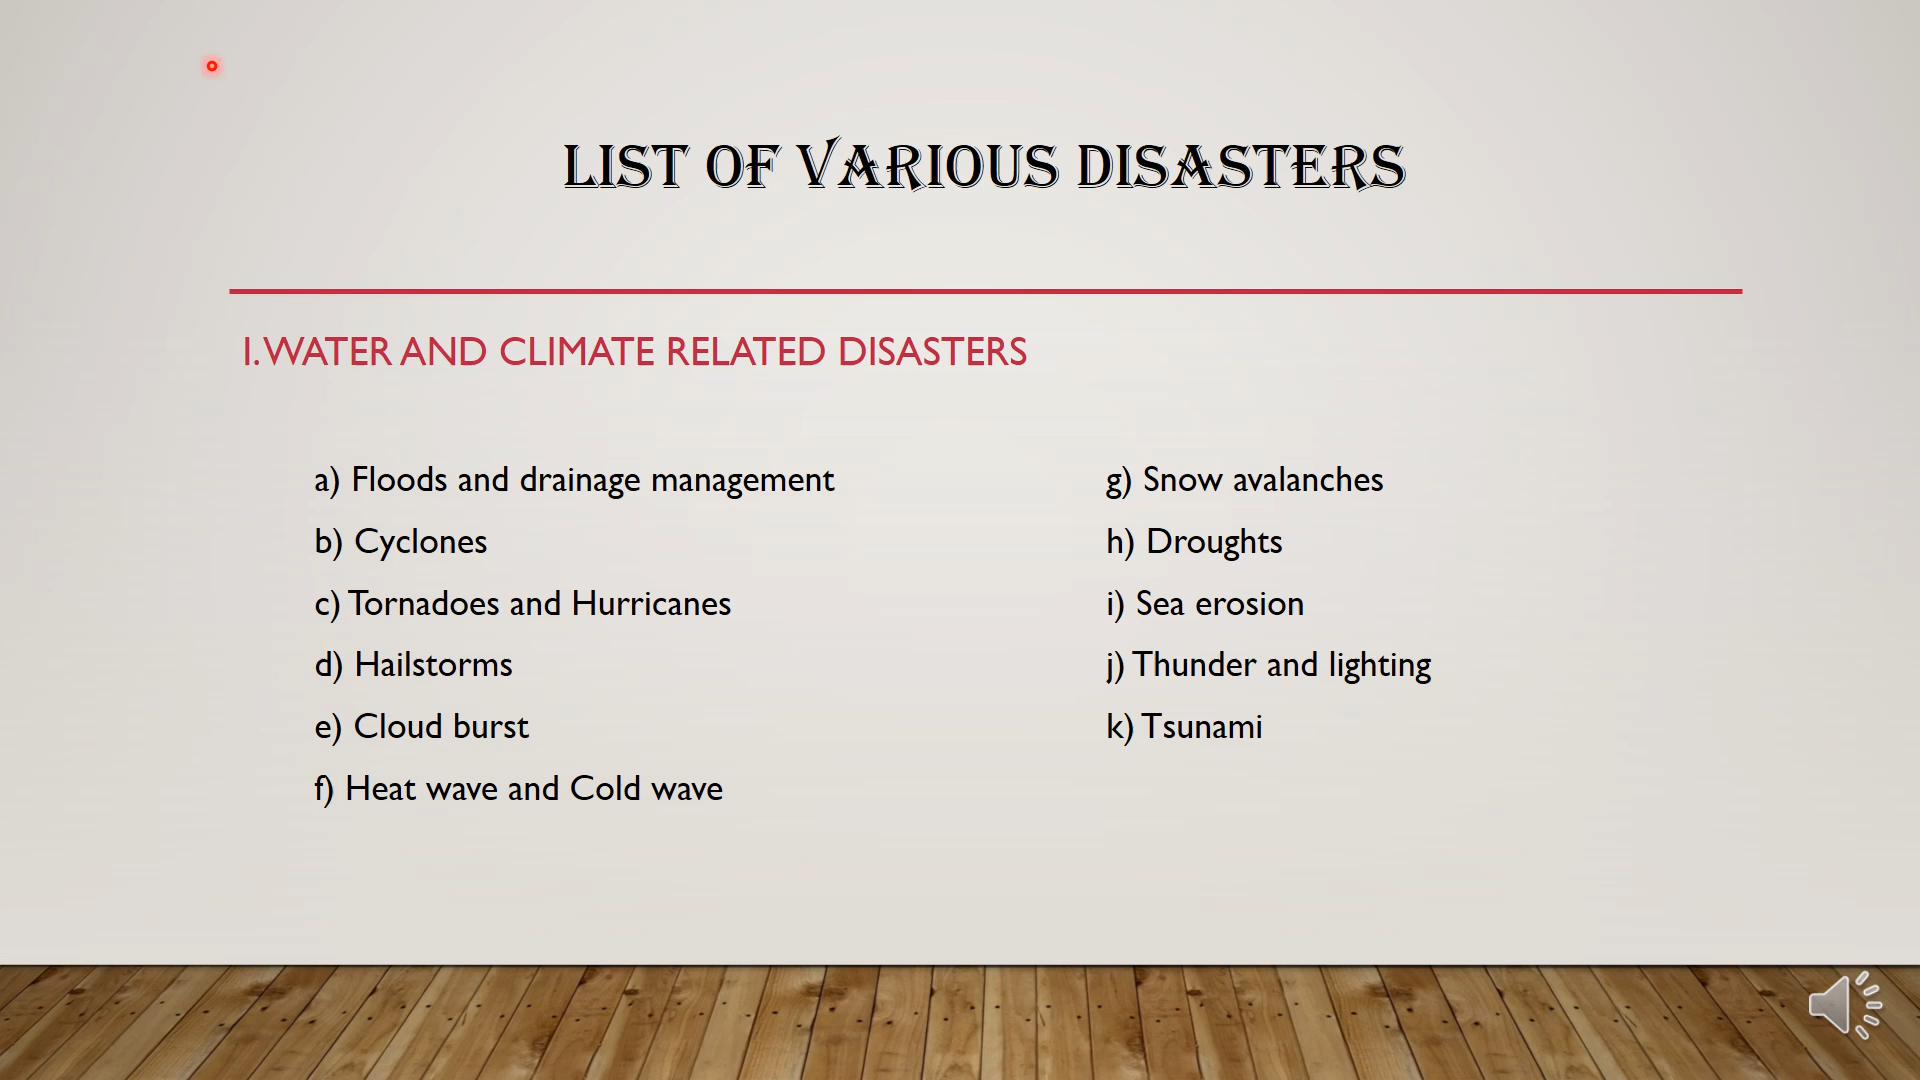 LIST OF VARIOUS DISASTERS
I. WATER AND CLIMATE RELATED DISASTERS
a) Floods and drainage management
b) Cyclones
c) Tornadoes and Hurricanes
d) Hailstorms
e) Cloud burst
f) Heat wave and Cold wave
g) Snow avalanches
h) Droughts
i) Sea erosion
j) Thunder and lighting
k) Tsunami